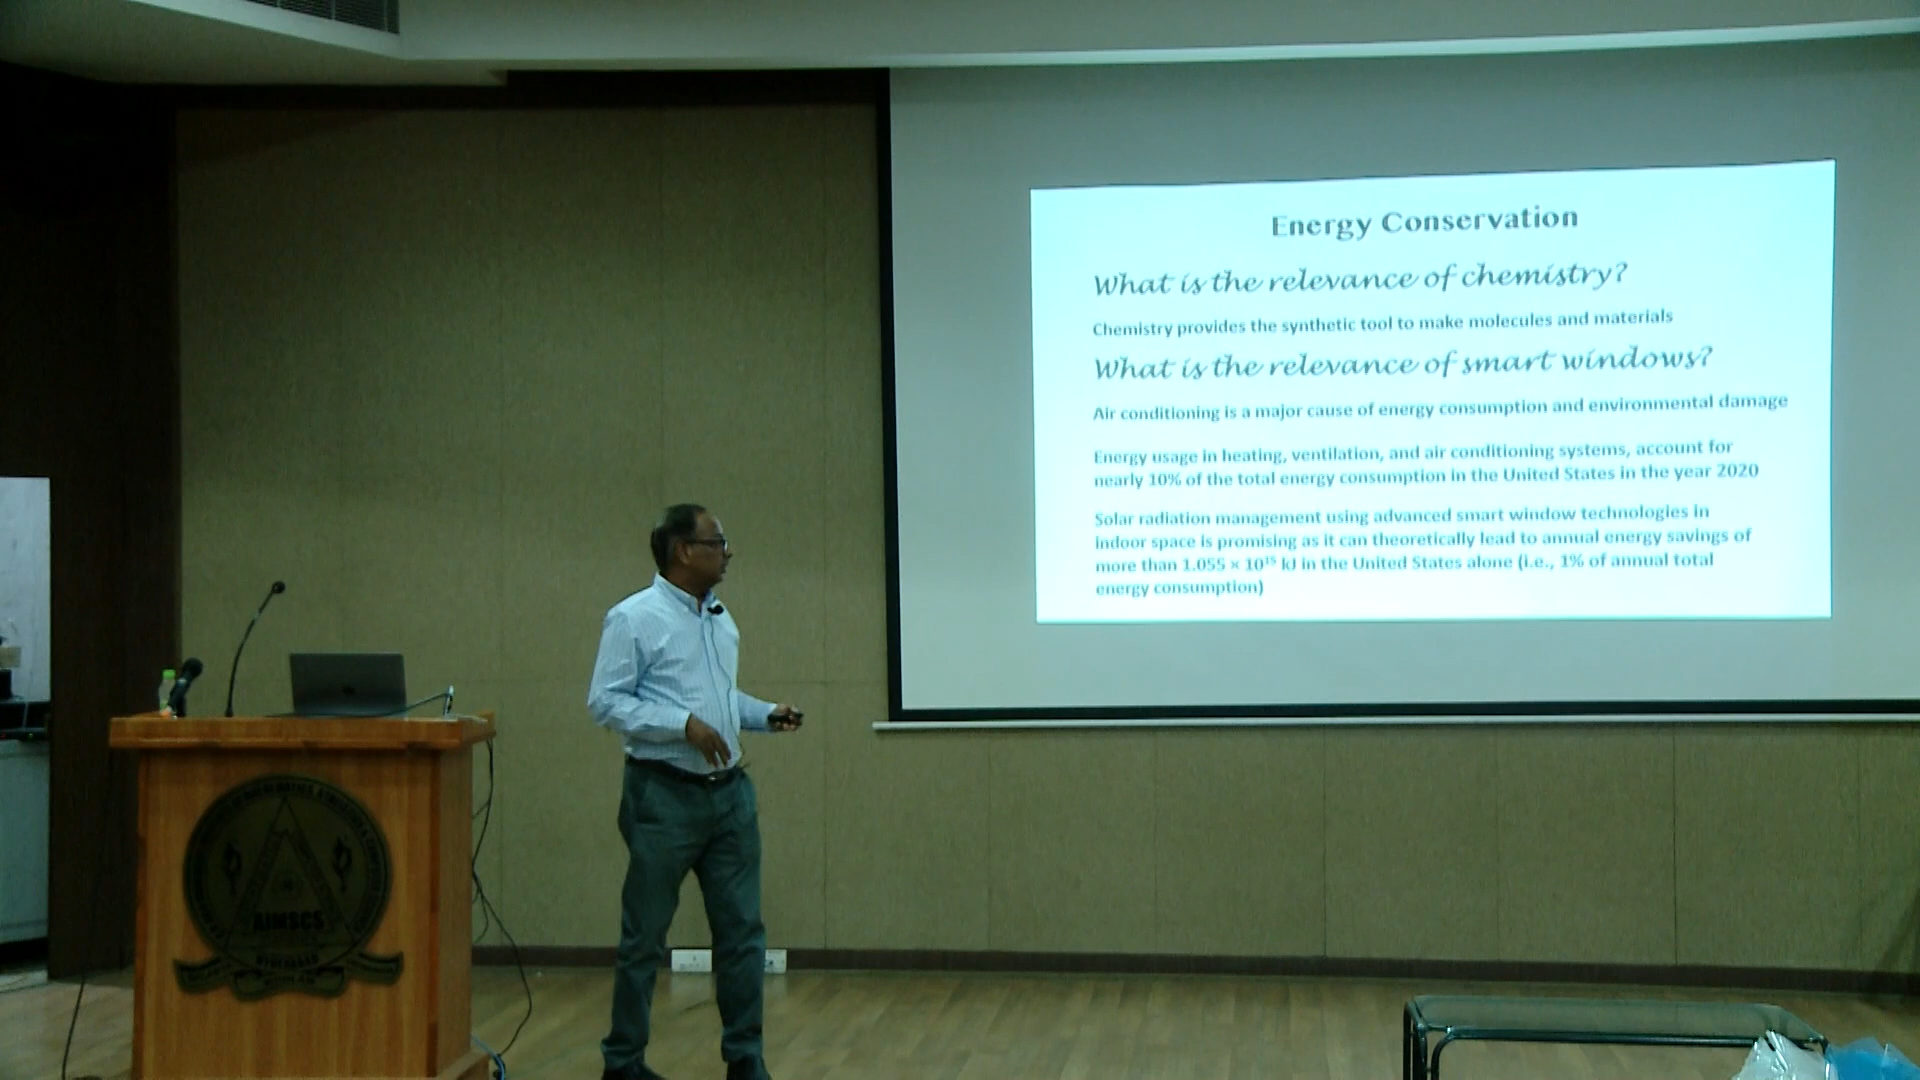 Energy Conservation
What is the relevance of chemistry?
Chemistry provides the synthetic tool to make molecules and materials
What is the relevance of smart windows?
Air conditioning is a major cause of energy consumption and environmental damage
Energy usage in heating, ventilation, and air conditioning systems, account for
nearly 10% of the total energy consumption in the United States in the year 2020
Solar radiation management using advanced smart window technologies in
indoor space is promising as it can theoretically lead to annual energy savings of
more than 1.055 × 10¹⁵ kJ in the United States alone (i.e., 1% of annual total
energy consumption)
AIMSCS
HYDERABAD